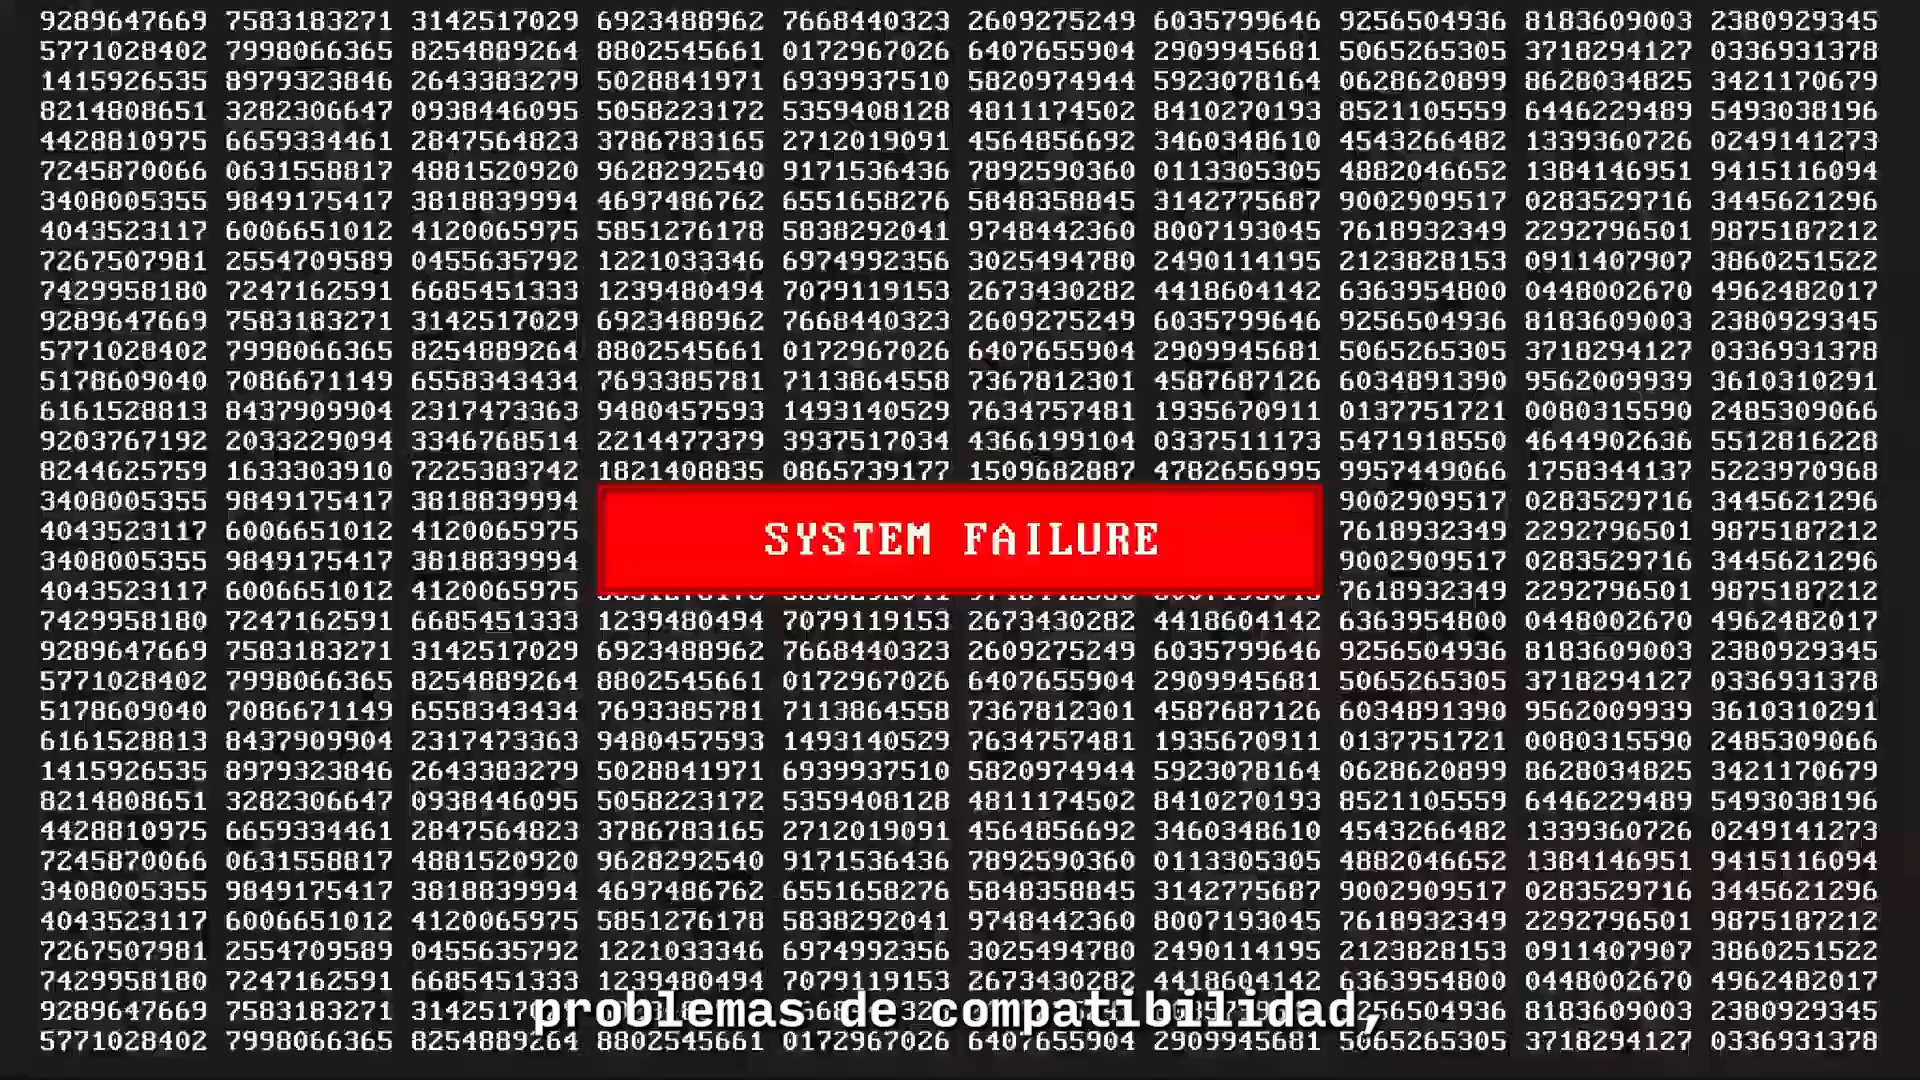 9289647669 7583183271 3142517029 6923488962 7668440323 2609275249 6035799646 9256504936 8183609003 2380929345
5771028402 7998066365 8254889264 8802545661 0172967026 6407655904 2909945681 5065265305 3718294127 0336931378
1415926535 8979323846 2643383279 5028841971 6939937510 5820974944 5923078164 0628620899 8628034825 3421170679
8214808651 3282306647 0938446095 5058223172 5359408128 4811174502 8410270193 8521105559 6446229489 5493038196
4428810975 6659334461 2847564823 3786783165 2712019091 4564856692 3460348610 4543266482 1339360726 0249141273
7245870066 0631558817 4881520920 9628292540 9171536436 7892590360 0113305305 4882046652 1384146951 9415116094
3408005355 9849175417 3818839994 4697486762 6551658276 5848358845 3142775687 9002909517 0283529716 3445621296
4043523117 6006651012 4120065975 5851276178 5838292041 9748442360 8007193045 7618932349 2292796501 9875187212
7267507981 2554709589 0455635792 1221033346 6974992356 3025494780 2490114195 2123828153 0911407907 3860251522
7429958180 7247162591 6685451333 1239480494 7079119153 2673430282 4418604142 6363954800 0448002670 4962482017
9289647669 7583183271 3142517029 6923488962 7668440323 2609275249 6035799646 9256504936 8183609003 2380929345
5771028402 7998066365 8254889264 8802545661 0172967026 6407655904 2909945681 5065265305 3718294127 0336931378
5178609040 7086671149 6558343434 7693385781 7113864558 7367812301 4587687126 6034891390 9562009939 3610310291
6161528813 8437909904 2317473363 9480457593 1493140529 7634757481 1935670911 0137751721 0080315590 2485309066
9203767192 2033229094 3346768514 2214477379 3937517034 4366199104 0337511173 5471918550 4644902636 5512816228
8244625759 1633303910 7225383742 1821408835 0865739177 1509682887 4782656995 9957449066 1758344137 5223970968
3408005355 9849175417 3818839994 9002909517 0283529716 3445621296
4043523117 6006651012 4120065975 7618932349 2292796501 9875187212
SYSTEM FAILURE
3408005355 9849175417 3818839994 9002909517 0283529716 3445621296
4043523117 6006651012 4120065975 7618932349 2292796501 9875187212
7429958180 7247162591 6685451333 1239480494 7079119153 2673430282 4418604142 6363954800 0448002670 4962482017
9289647669 7583183271 3142517029 6923488962 7668440323 2609275249 6035799646 9256504936 8183609003 2380929345
5771028402 7998066365 8254889264 8802545661 0172967026 6407655904 2909945681 5065265305 3718294127 0336931378
5178609040 7086671149 6558343434 7693385781 7113864558 7367812301 4587687126 6034891390 9562009939 3610310291
6161528813 8437909904 2317473363 9480457593 1493140529 7634757481 1935670911 0137751721 0080315590 2485309066
1415926535 8979323846 2643383279 5028841971 6939937510 5820974944 5923078164 0628620899 8628034825 3421170679
8214808651 3282306647 0938446095 5058223172 5359408128 4811174502 8410270193 8521105559 6446229489 5493038196
4428810975 6659334461 2847564823 3786783165 2712019091 4564856692 3460348610 4543266482 1339360726 0249141273
7245870066 0631558817 4881520920 9628292540 9171536436 7892590360 0113305305 4882046652 1384146951 9415116094
3408005355 9849175417 3818839994 4697486762 6551658276 5848358845 3142775687 9002909517 0283529716 3445621296
4043523117 6006651012 4120065975 5851276178 5838292041 9748442360 8007193045 7618932349 2292796501 9875187212
7267507981 2554709589 0455635792 1221033346 6974992356 3025494780 2490114195 2123828153 0911407907 3860251522
7429958180 7247162591 6685451333 1239480494 7079119153 2673430282 4418604142 6363954800 0448002670 4962482017
9289647669 7583183271 8183609003 2380929345
problemas de compatibilidad,
5771028402 7998066365 8254889264 8802545661 0172967026 6407655904 2909945681 5065265305 3718294127 0336931378